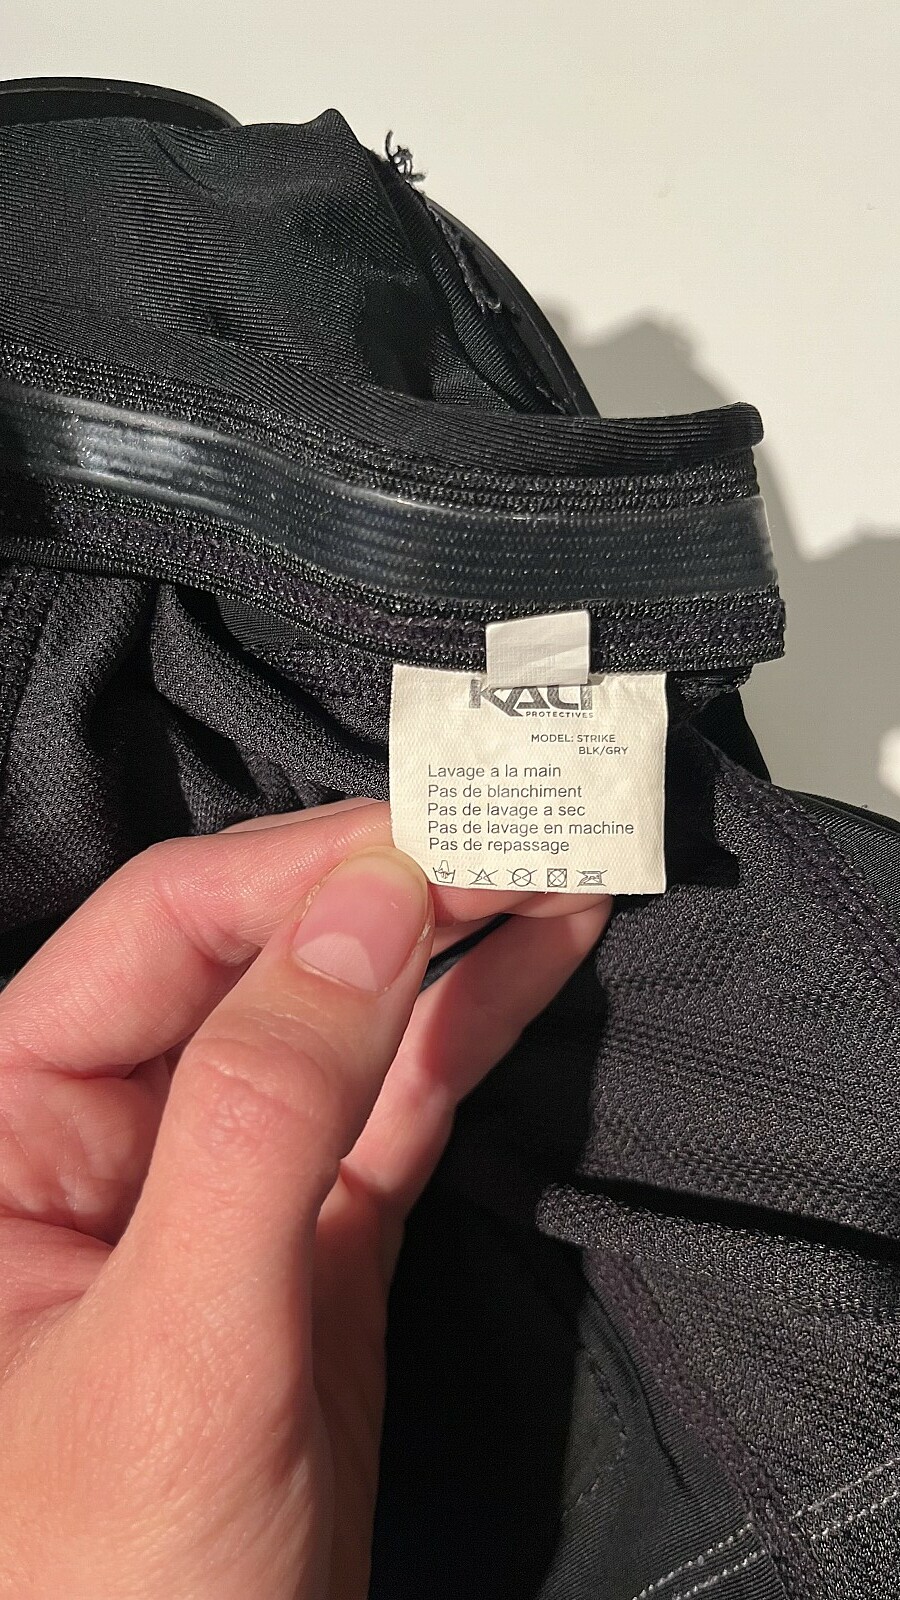 KALI
PROTECTIVES
MODEL: STRIKE
BLK/GRY
Lavage a la main
Pas de blanchiment
Pas de lavage a sec
Pas de lavage en machine
Pas de repassage